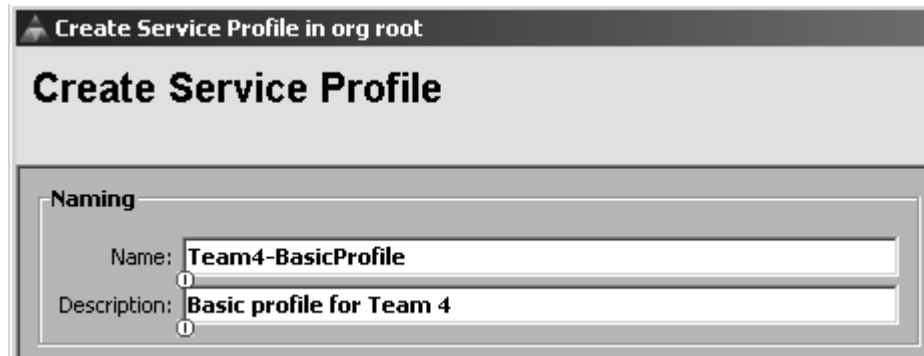 Create Service Profile in org root
Create Service Profile
Naming
Name: Team4-BasicProfile
Description: Basic profile for Team 4